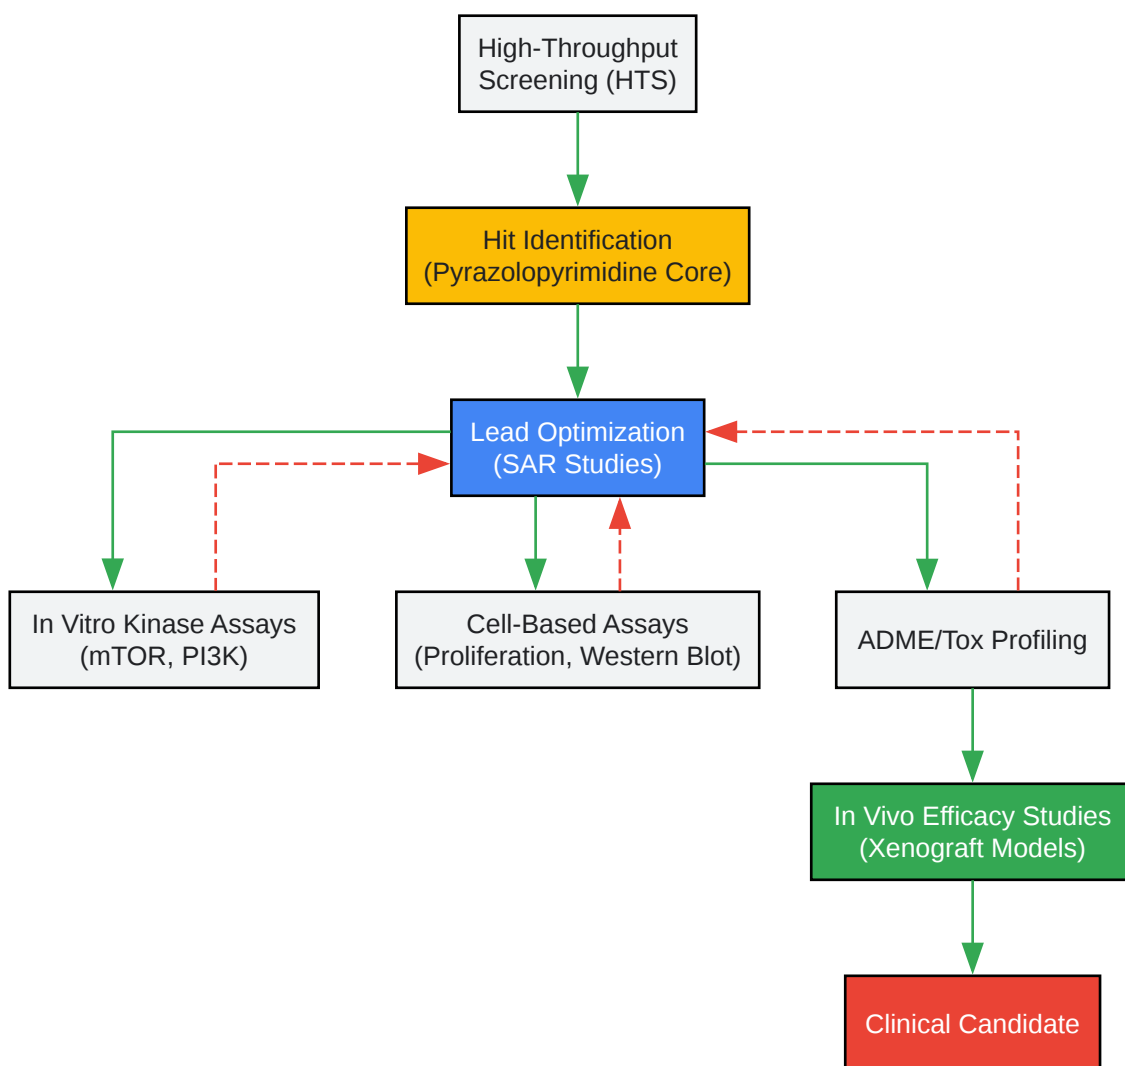 High-Throughput
Screening (HTS)
Hit Identification
(Pyrazolopyrimidine Core)
Lead Optimization
(SAR Studies)
In Vitro Kinase Assays
(mTOR, PI3K)
Cell-Based Assays
(Proliferation, Western Blot)
ADME/Tox Profiling
In Vivo Efficacy Studies
(Xenograft Models)
Clinical Candidate